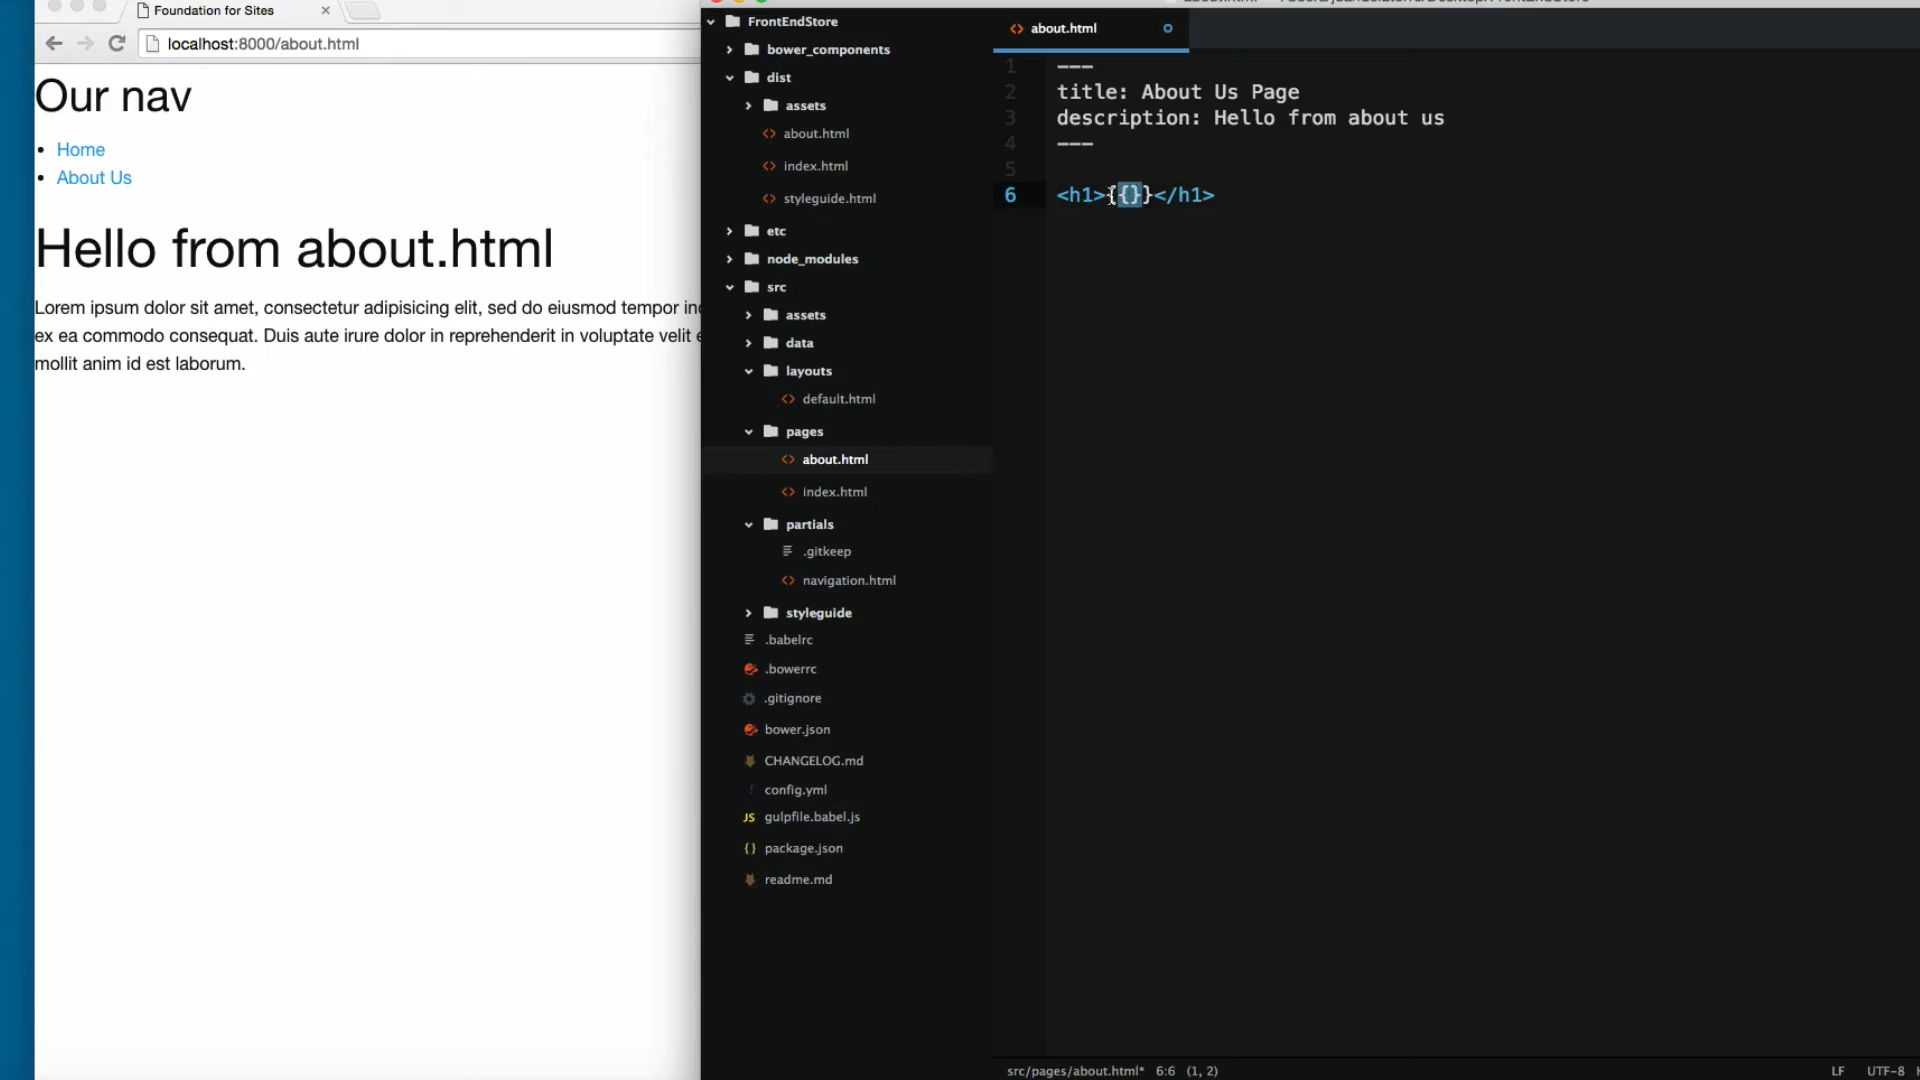 Foundation for Sites
localhost:8000/about.html
Our nav
Home
About Us
Hello from about.html
Lorem ipsum dolor sit amet, consectetur adipisicing elit, sed do eiusmod tempor
ex ea commodo consequat. Duis aute irure dolor in reprehenderit in voluptate velit
mollit anim id est laborum.
FrontEndStore
bower_components
dist
assets
about.html
index.html
styleguide.html
etc
node_modules
src
assets
data
layouts
default.html
pages
about.html
index.html
partials
.gitkeep
navigation.html
styleguide
.babelrc
.bowerrc
.gitignore
bower.json
CHANGELOG.md
config.yml
gulpfile.babel.js
package.json
readme.md
about.html
1 ---
2 title: About Us Page
3 description: Hello from about us
4 ---
5
6 <h1>{{}}</h1>
src/pages/about.html* 6:6 (1, 2)
LF UTF-8